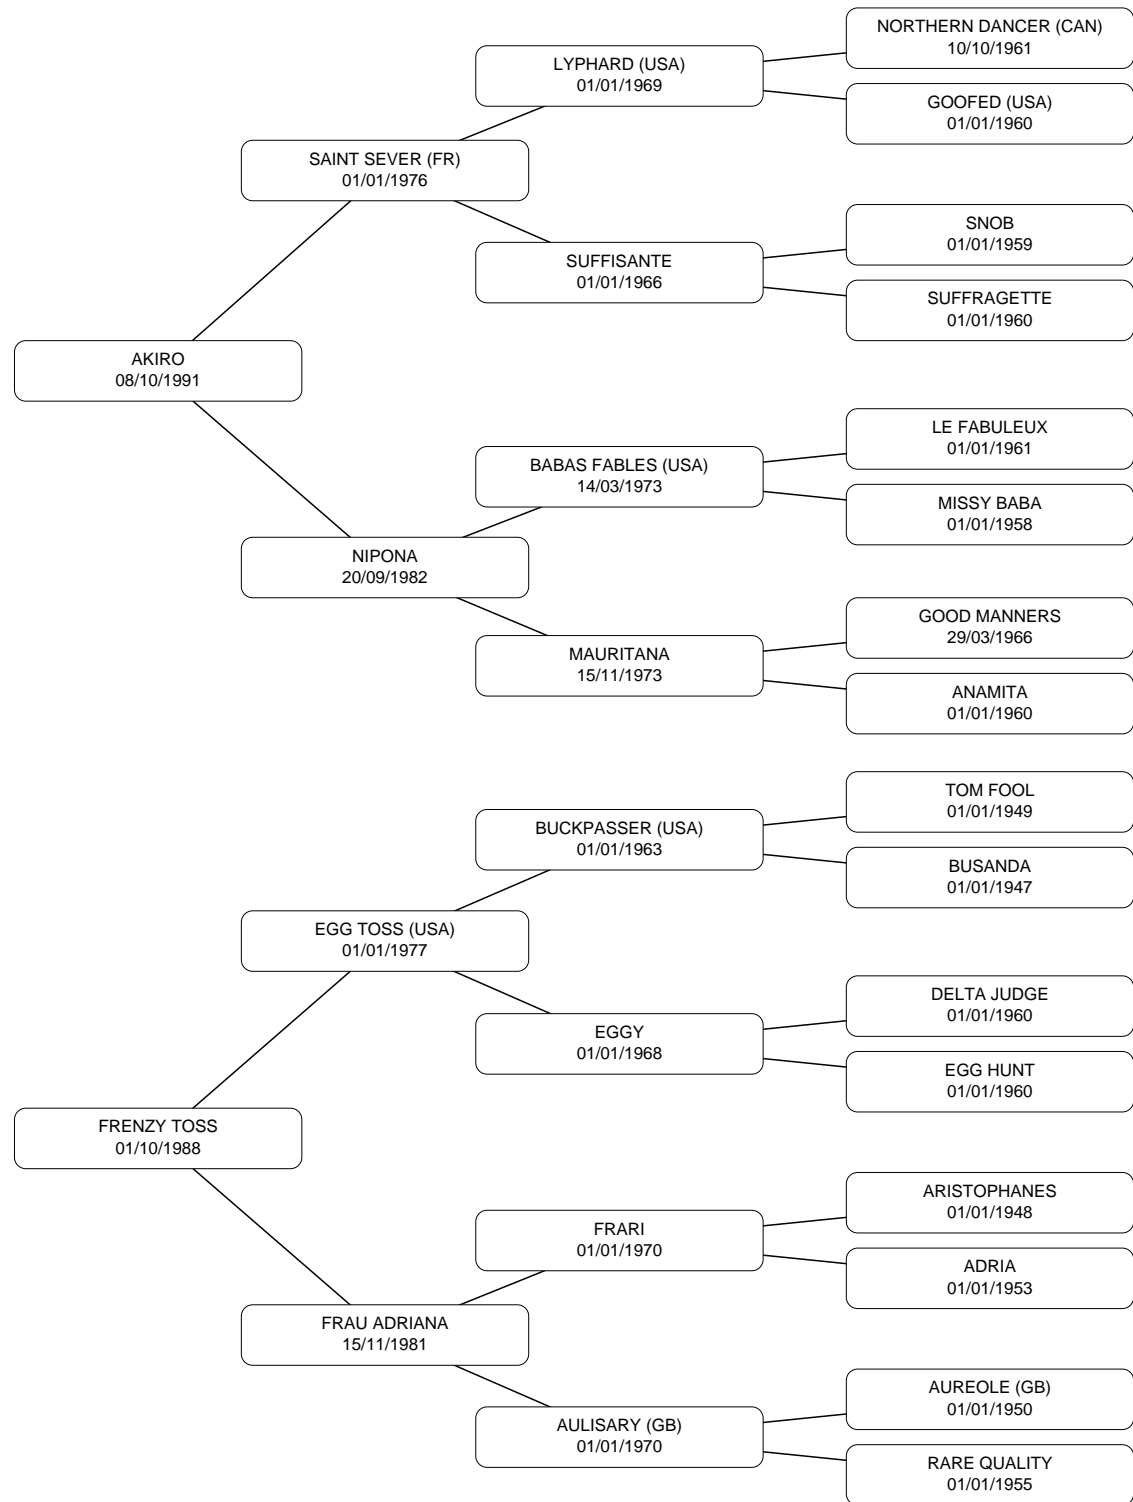 NORTHERN DANCER (CAN)
10/10/1961
LYPHARD (USA)
01/01/1969
GOOFED (USA)
01/01/1960
SAINT SEVER (FR)
01/01/1976
SNOB
01/01/1959
SUFFISANTE
01/01/1966
SUFFRAGETTE
01/01/1960
AKIRO
08/10/1991
LE FABULEUX
01/01/1961
BABAS FABLES (USA)
14/03/1973
MISSY BABA
01/01/1958
NIPONA
20/09/1982
GOOD MANNERS
29/03/1966
MAURITANA
15/11/1973
ANAMITA
01/01/1960
TOM FOOL
01/01/1949
BUCKPASSER (USA)
01/01/1963
BUSANDA
01/01/1947
EGG TOSS (USA)
01/01/1977
DELTA JUDGE
01/01/1960
EGGY
01/01/1968
EGG HUNT
01/01/1960
FRENZY TOSS
01/10/1988
ARISTOPHANES
01/01/1948
FRARI
01/01/1970
ADRIA
01/01/1953
FRAU ADRIANA
15/11/1981
AUREOLE (GB)
01/01/1950
AULISARY (GB)
01/01/1970
RARE QUALITY
01/01/1955